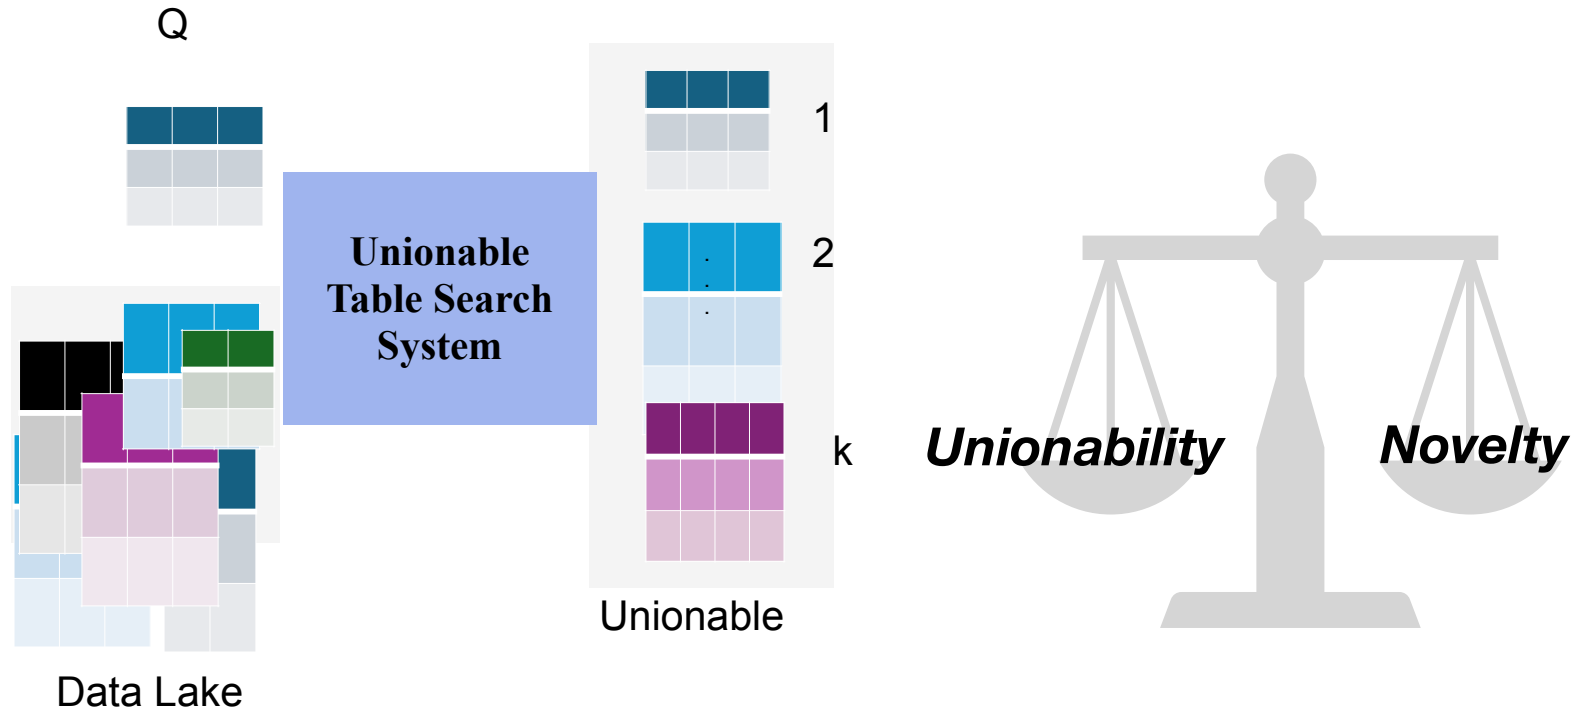 Q
Unionable
Table Search
System
Data Lake
1
2
.
.
.
k
Unionable
Unionability
Novelty